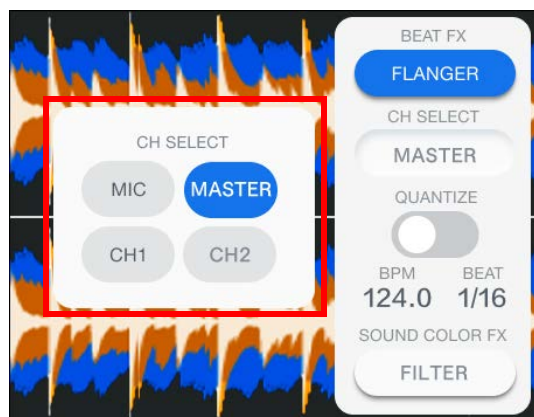 CH SELECT
MIC MASTER
CH1 CH2
BEAT FX
FLANGER
CH SELECT
MASTER
QUANTIZE
BPM BEAT
124.0 1/16
SOUND COLOR FX
FILTER